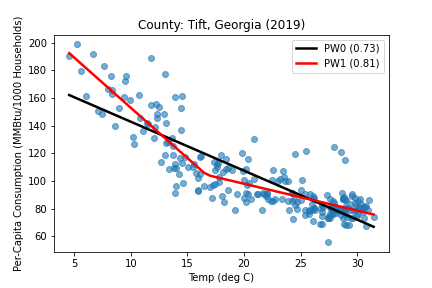 County: Tift, Georgia (2019)
PW0 (0.73)
PW1 (0.81)
Per-Capita Consumption (MMBtu/1000 Households)
200
180
160
140
120
100
80
60
5 10 15 20 25 30
Temp (deg C)